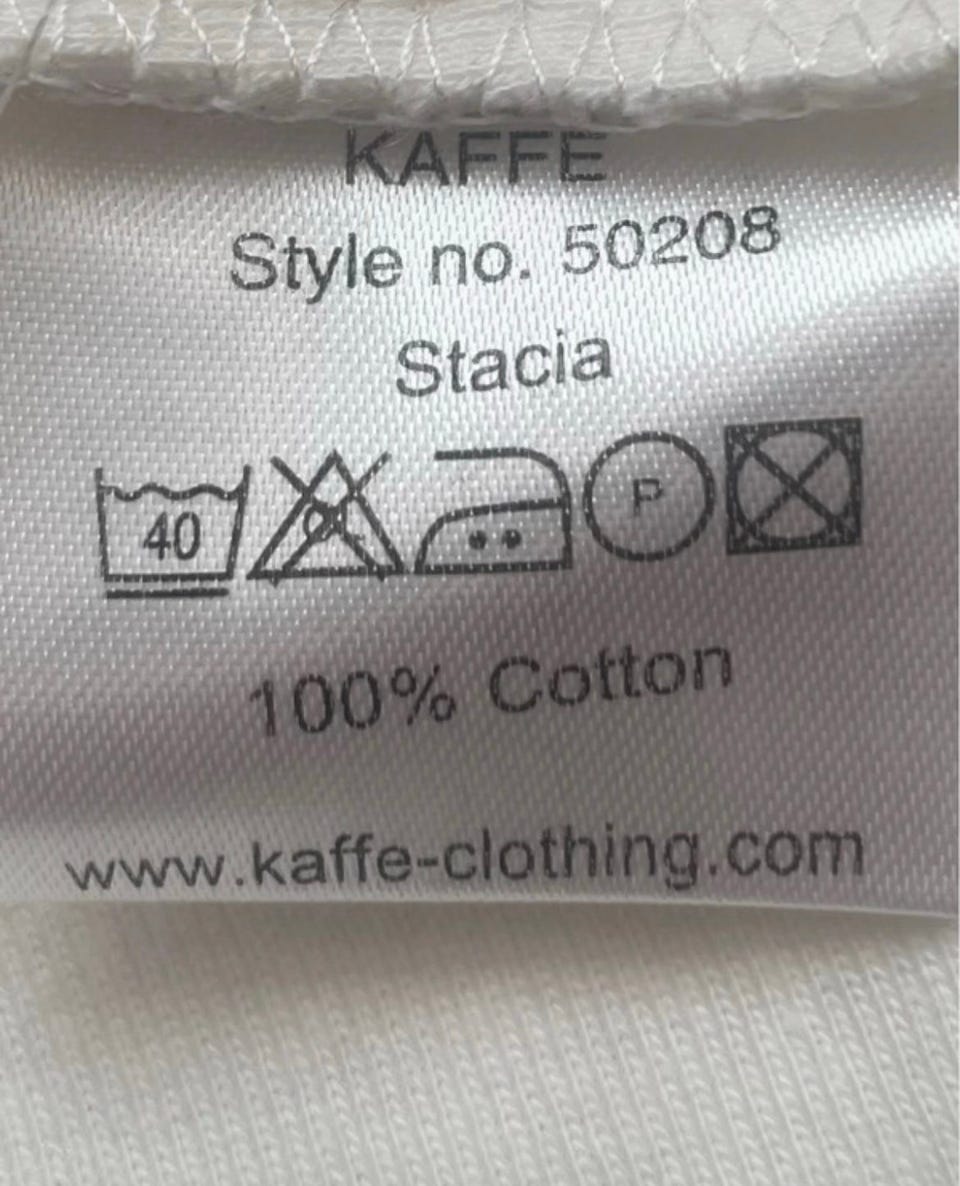 KAFFE
Style no. 50208
Stacia
40 P
100% Cotton
www.kaffe-clothing.com